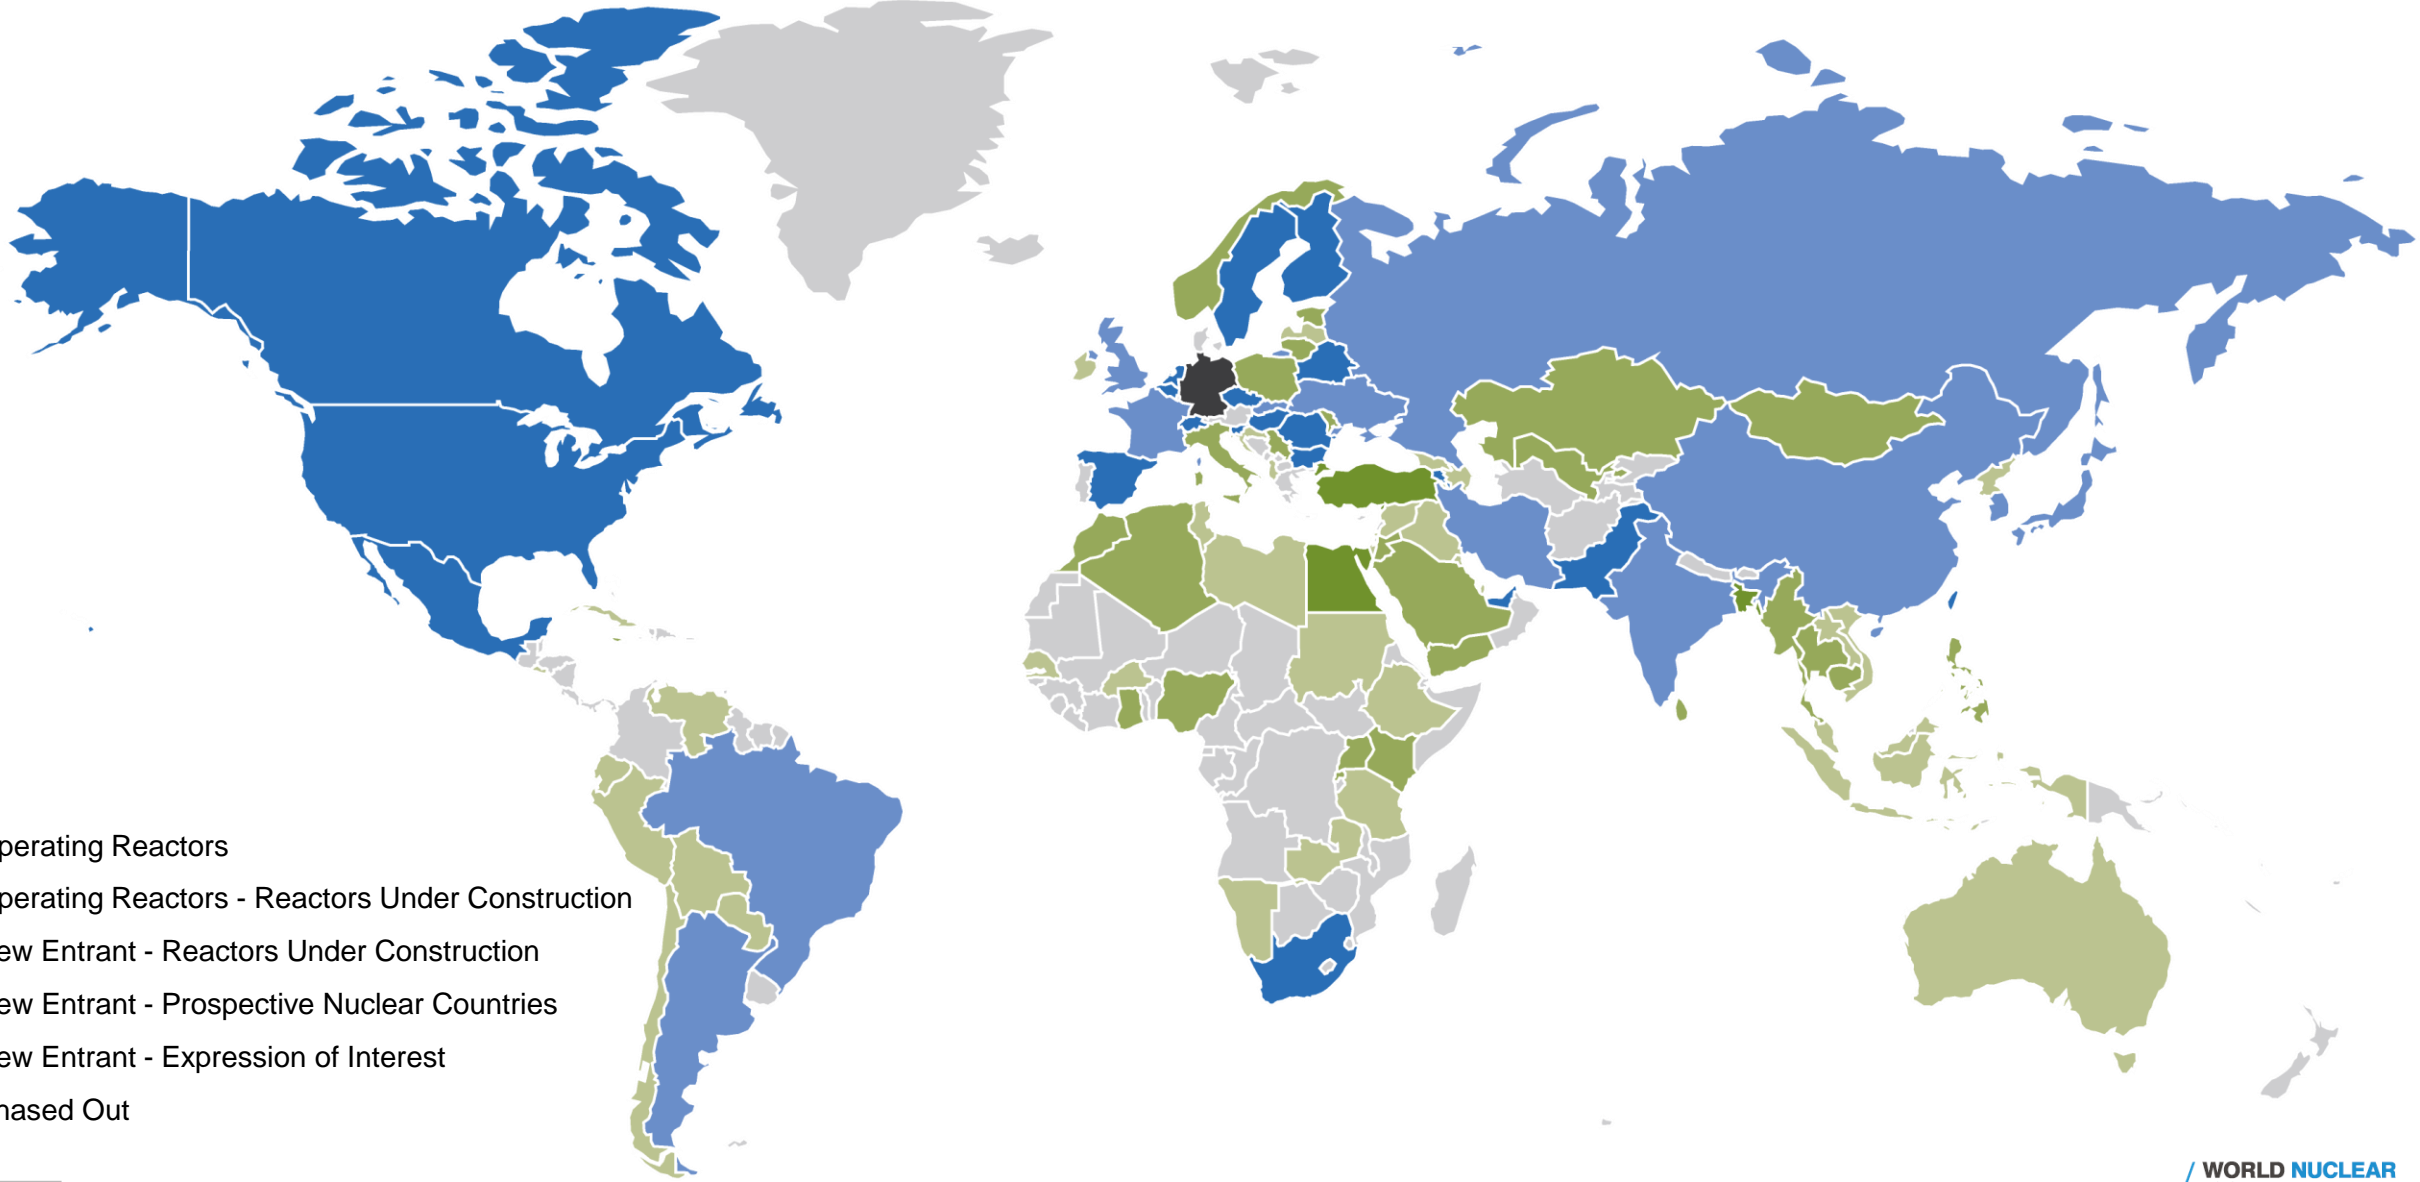 perating Reactors
perating Reactors - Reactors Under Construction
ew Entrant - Reactors Under Construction
ew Entrant - Prospective Nuclear Countries
ew Entrant - Expression of Interest
hased Out
/ WORLD NUCLEAR